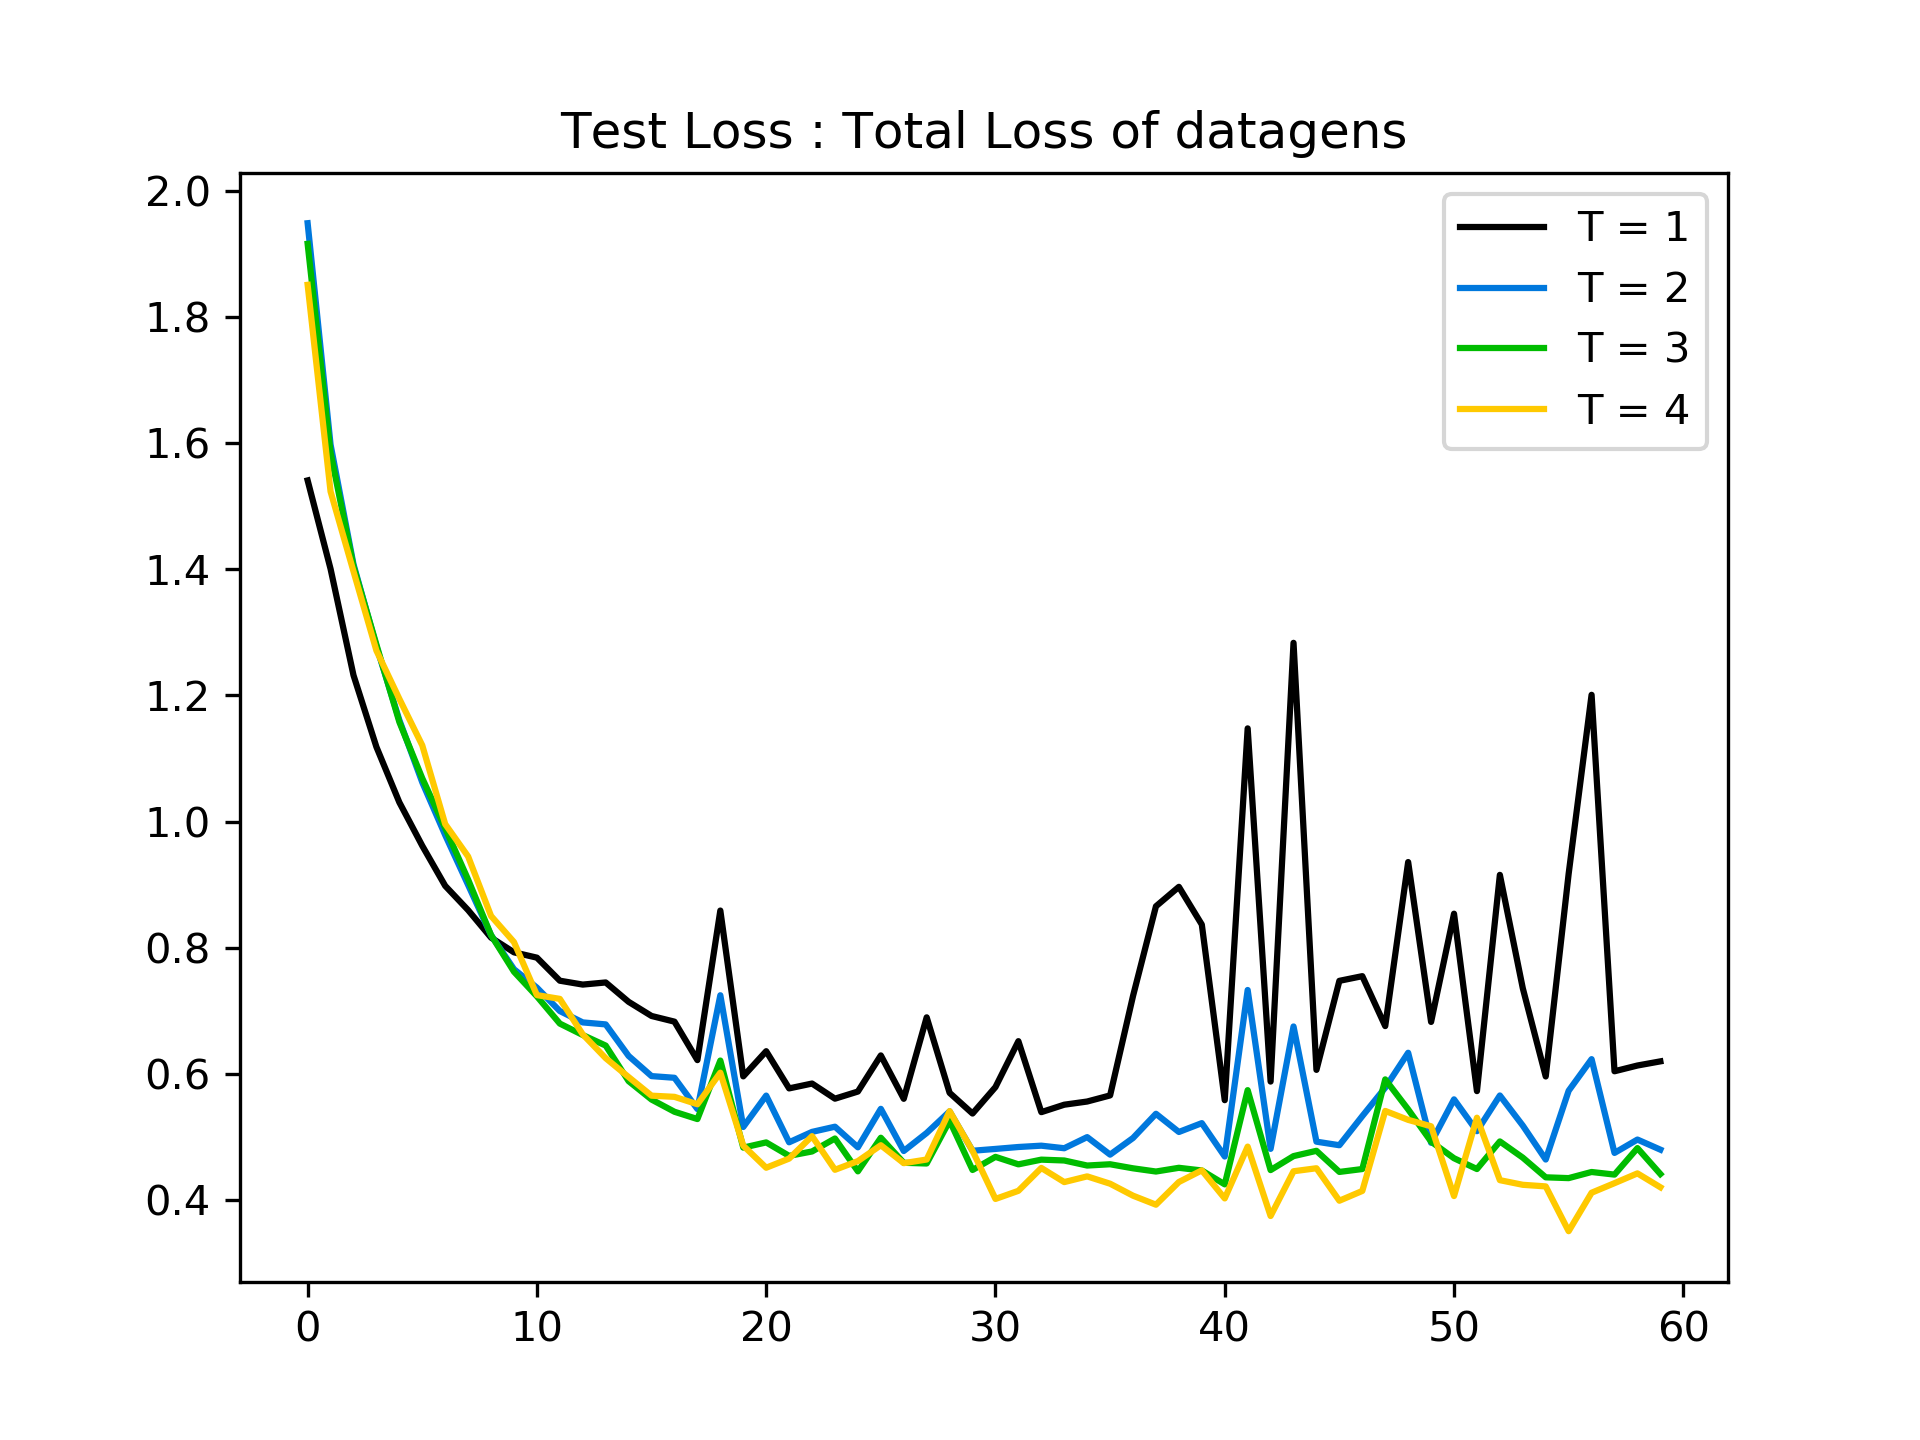 Test Loss : Total Loss of datagens
2.0
1.8
1.6
1.4
1.2
1.0
0.8
0.6
0.4
T = 1
T = 2
T = 3
T = 4
0 10 20 30 40 50 60